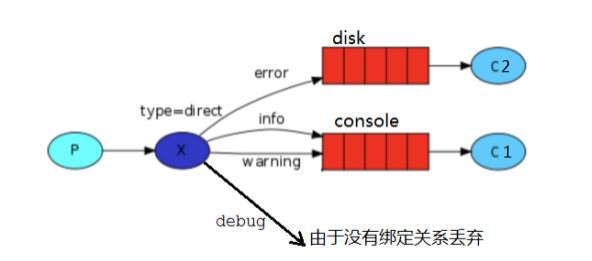 disk
error
C2
type=direct
info
console
P
X
warning
C1
debug
由于没有绑定关系丢弃